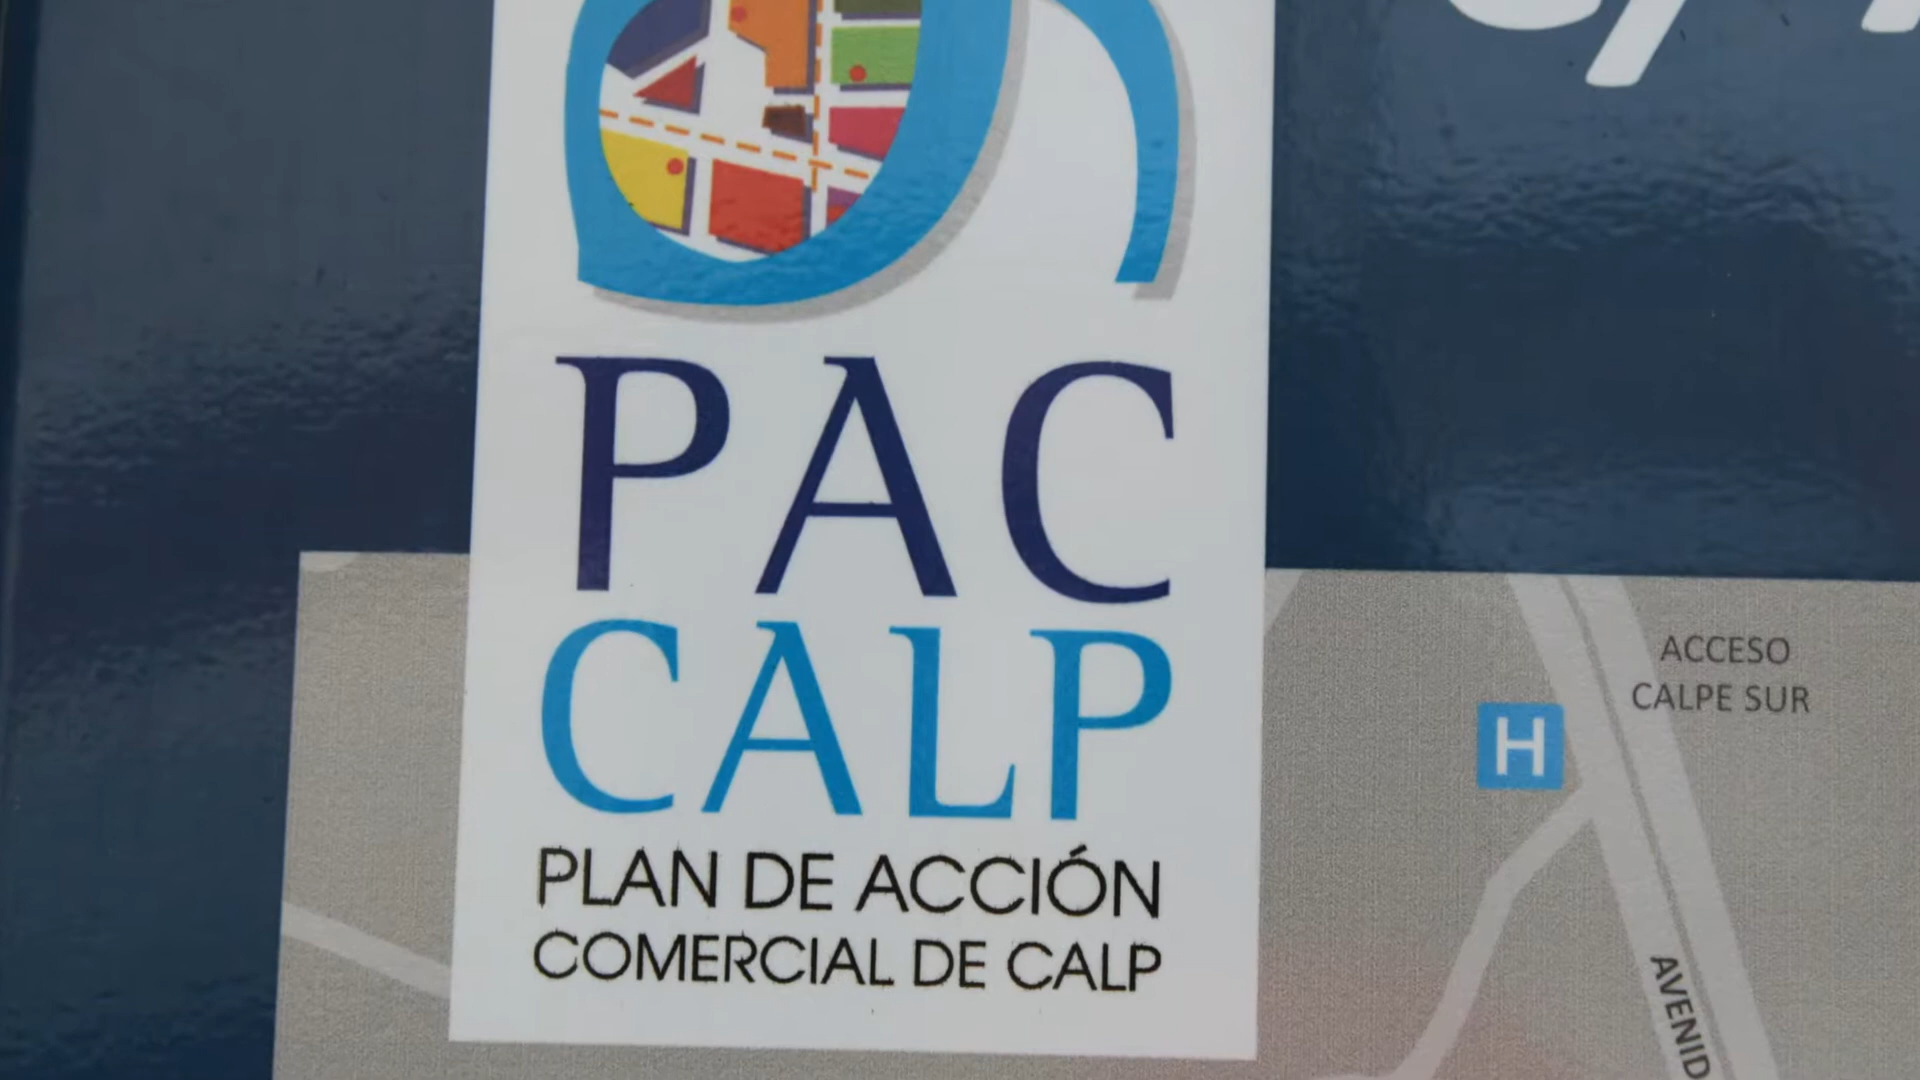 PAC
CALP
PLAN DE ACCIÓN
COMERCIAL DE CALP
ACCESO
CALPE SUR
H